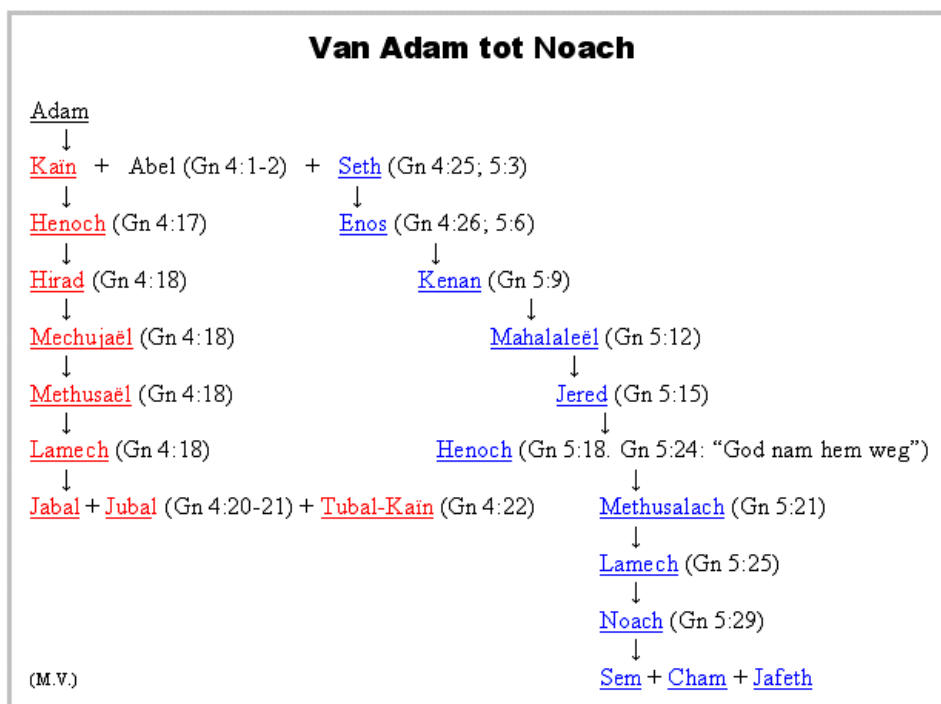 Van Adam tot Noach
Adam
↓
Kaïn + Abel (Gn 4:1-2) + Seth (Gn 4:25; 5:3)
↓ ↓
Henoch (Gn 4:17) Enos (Gn 4:26; 5:6)
↓ ↓
Hirad (Gn 4:18) Kenan (Gn 5:9)
↓ ↓
Mechujaël (Gn 4:18) Mahalaleël (Gn 5:12)
↓ ↓
Methusaël (Gn 4:18) Jered (Gn 5:15)
↓ ↓
Lamech (Gn 4:18) Henoch (Gn 5:18. Gn 5:24: “God nam hem weg”)
↓ ↓
Jabal + Jubal (Gn 4:20-21) + Tubal-Kaïn (Gn 4:22) Methusalach (Gn 5:21)
↓
Lamech (Gn 5:25)
↓
Noach (Gn 5:29)
↓
(M.V.) Sem + Cham + Jafeth